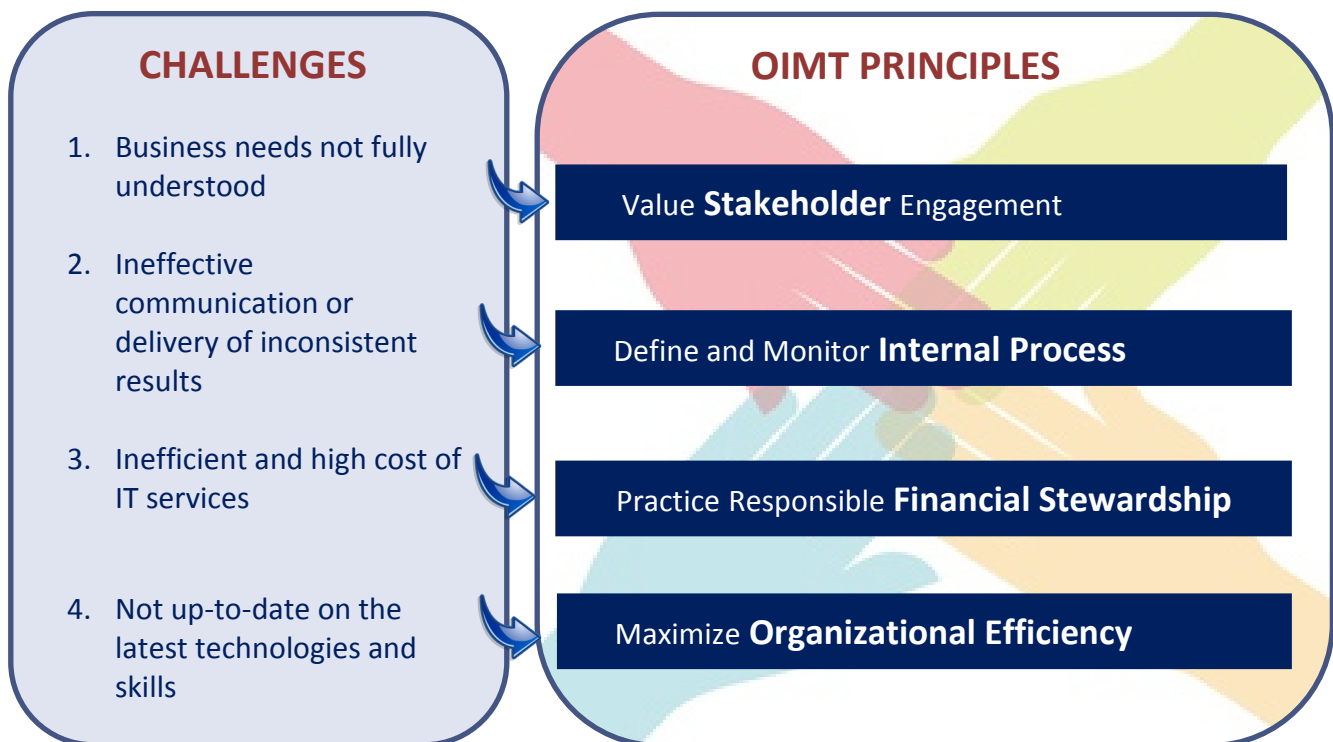 CHALLENGES
1. Business needs not fully
understood
2. Ineffective
communication or
delivery of inconsistent
results
3. Inefficient and high cost of
IT services
4. Not up-to-date on the
latest technologies and
skills
OIMT PRINCIPLES
Value Stakeholder Engagement
Define and Monitor Internal Process
Practice Responsible Financial Stewardship
Maximize Organizational Efficiency